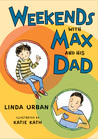 WEEKENDS
WITH
MAX
AND HIS
DAD
LINDA URBAN
ILLUSTRATED BY
KATIE KATH